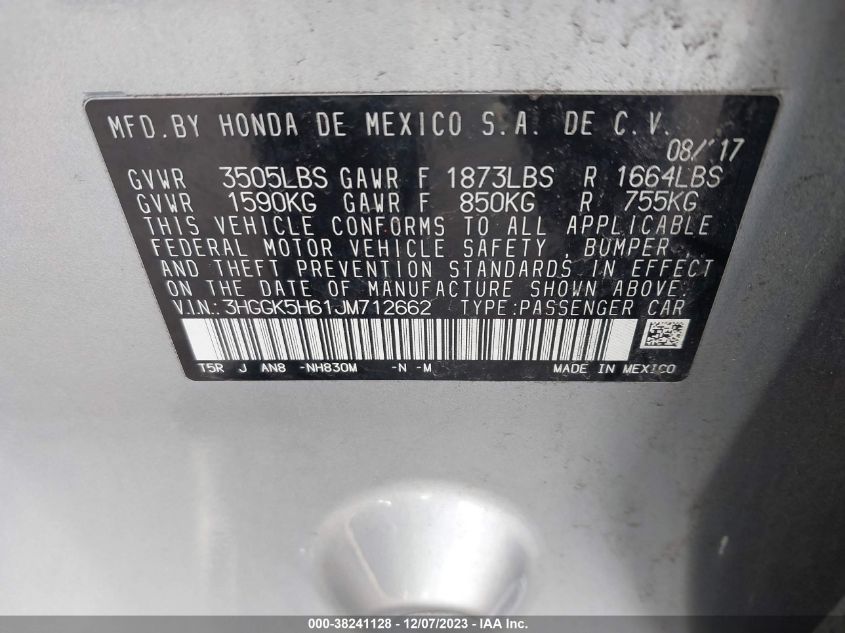 MFD.BY HONDA DE MEXICO S.A. DE C.V.
08/'17
GVWR 3505LBS GAWR F 1873LBS R 1664LBS
GVWR 1590KG GAWR F 850KG R 755KG
THIS VEHICLE CONFORMS TO ALL APPLICABLE
FEDERAL MOTOR VEHICLE SAFETY, BUMPER
AND THEFT PREVENTION STANDARDS IN EFFECT
ON THE DATE OF MANUFACTURE SHOWN ABOVE.
V.I.N.: 3HGGK5H61JM712662 TYPE:PASSENGER CAR
T5R J AN8 -NH830M -N -M MADE IN MEXICO
000-38241128 - 12/07/2023 - IAA Inc.